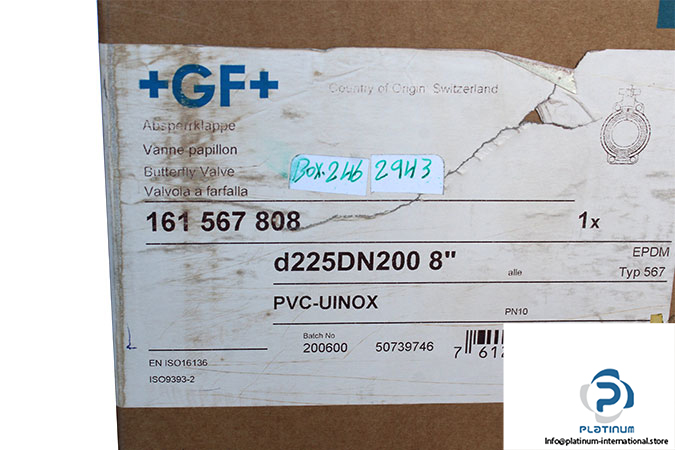 +GF+
Country of Origin: Switzerland
Absperrklappe
Vanne papillon
Butterfly Valve
Valvola a farfalla
Box.246 2943
161 567 808 1x
d225DN200 8" alle EPDM
Typ 567
PVC-UINOX PN10
Batch No
200600 50739746 7 612
EN ISO16136
ISO9393-2
PLATINUM
Info@platinum-international.store